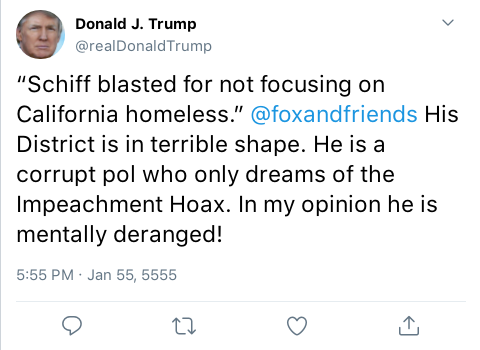 Donald J. Trump
@realDonaldTrump
“Schiff blasted for not focusing on
California homeless.” @foxandfriends His
District is in terrible shape. He is a
corrupt pol who only dreams of the
Impeachment Hoax. In my opinion he is
mentally deranged!
5:55 PM · Jan 55, 5555